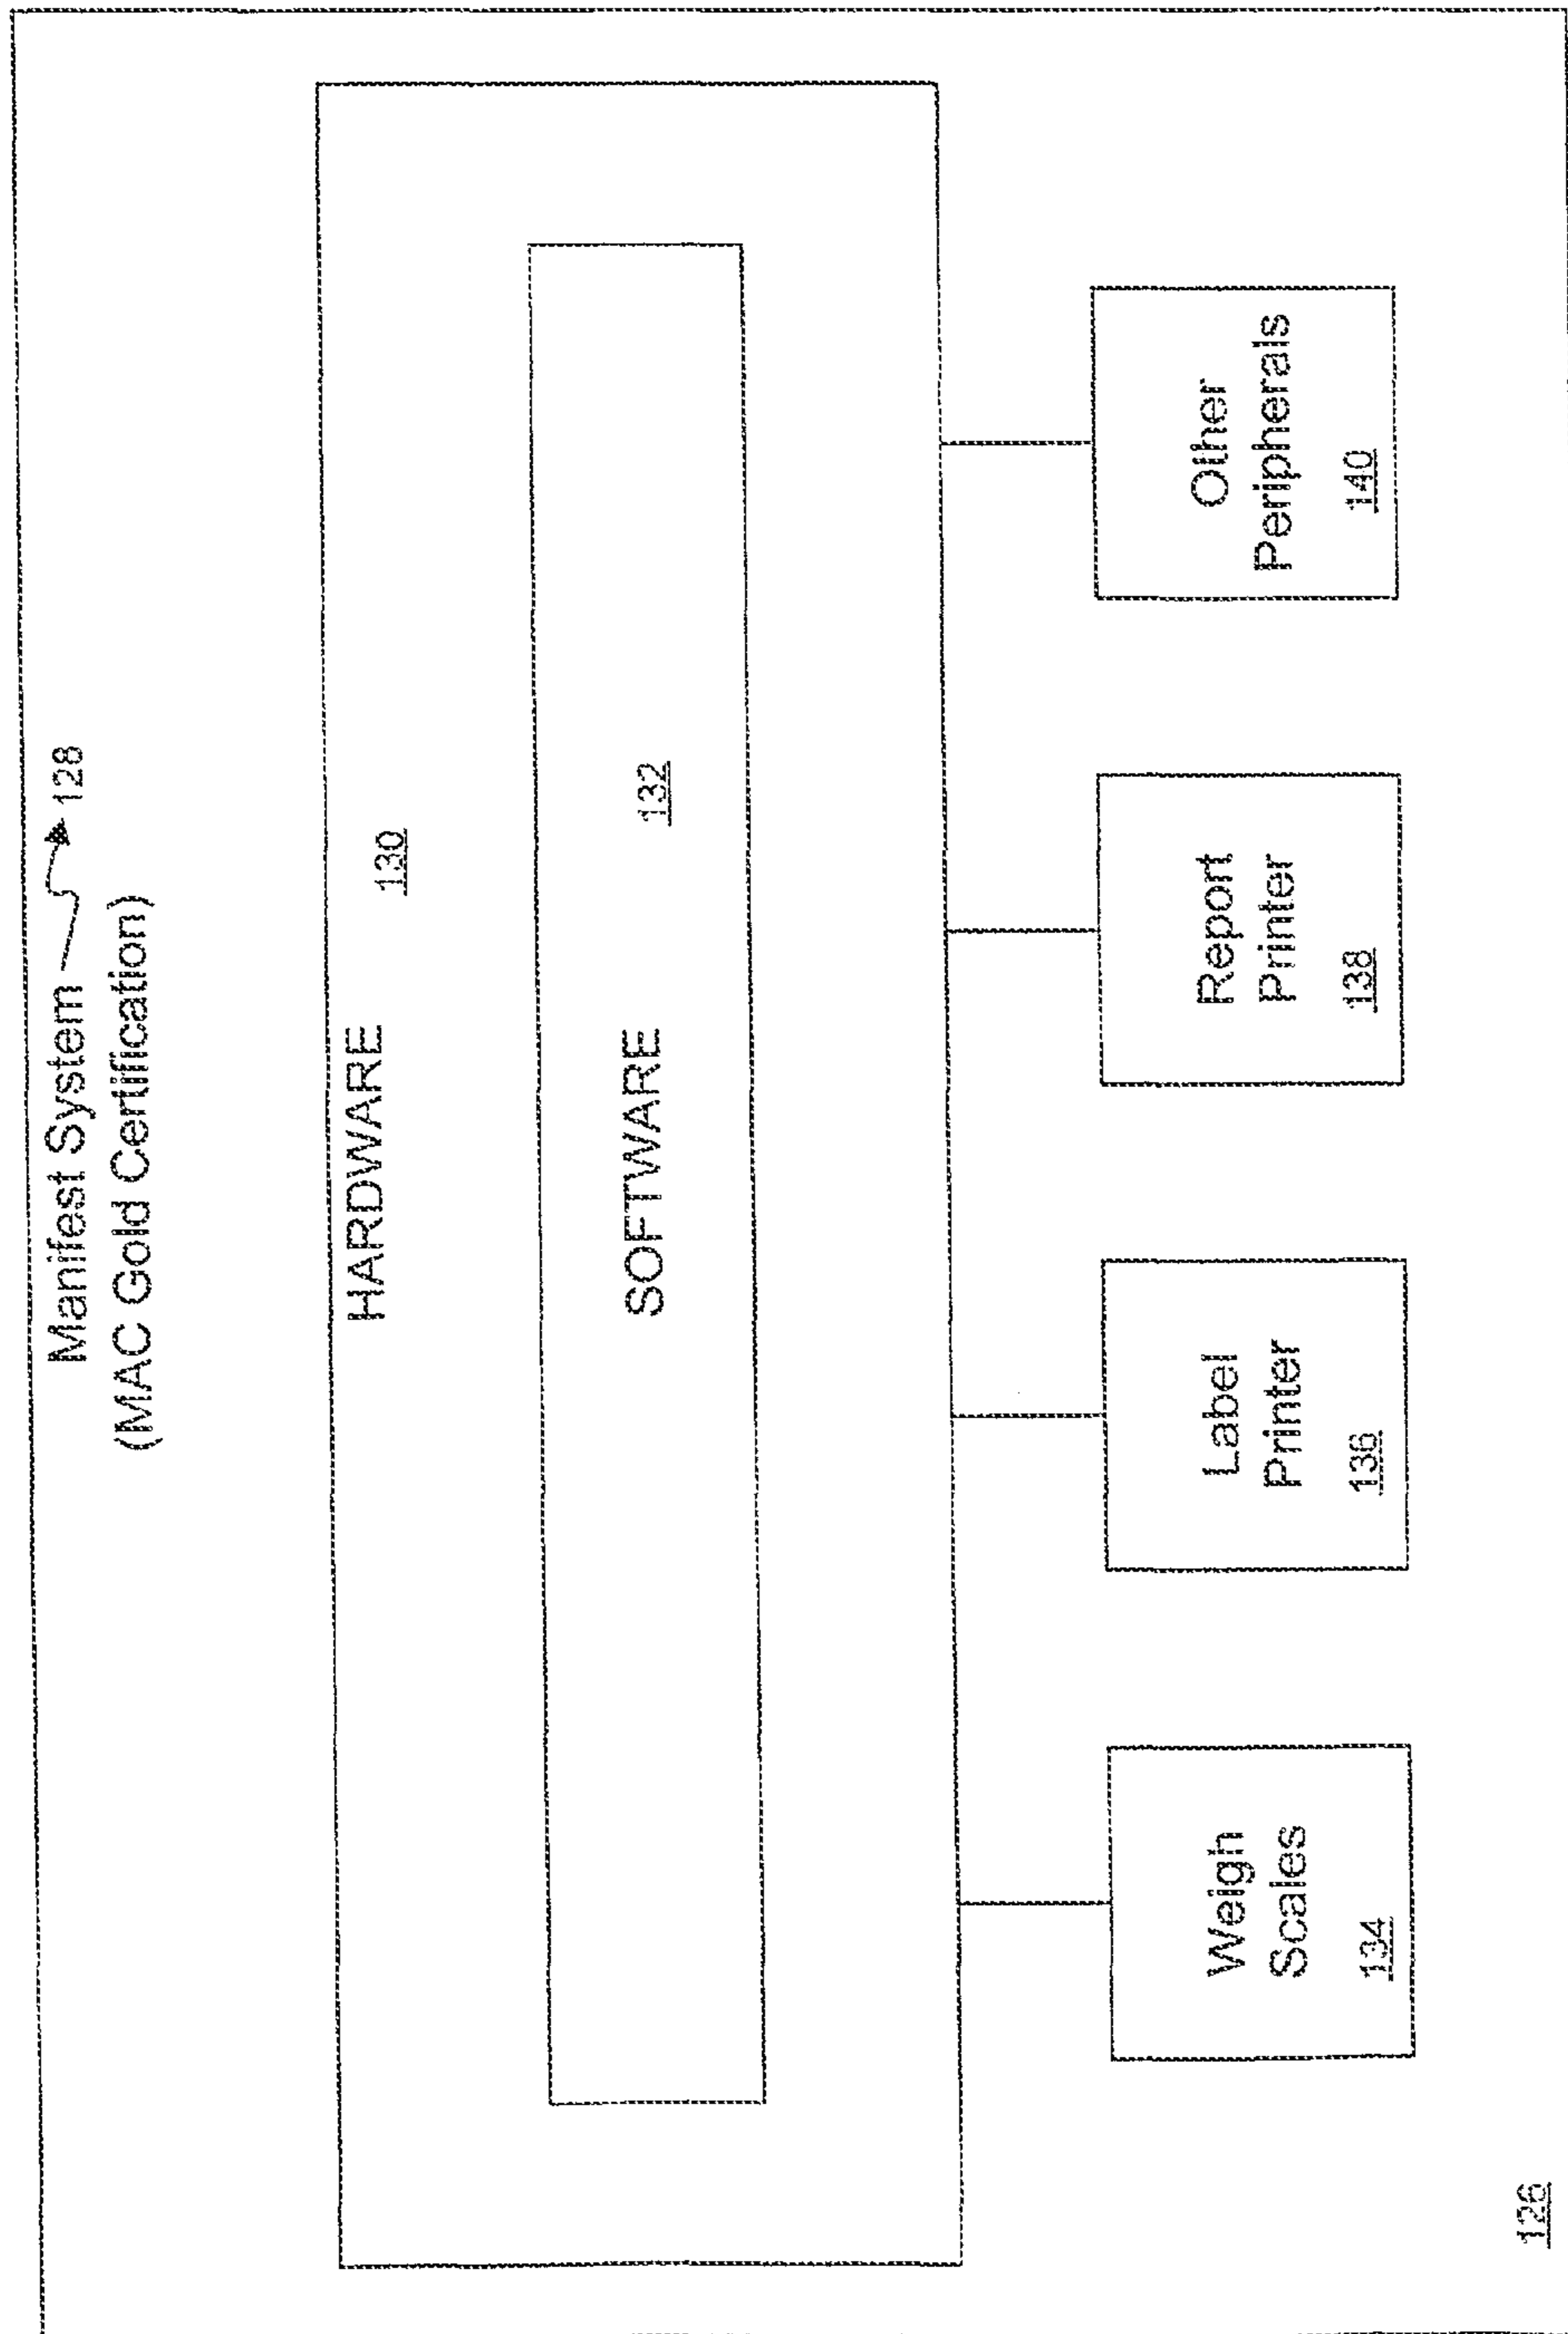 Manifest System 128
(MAC Gold Certification)
HARDWARE
130
SOFTWARE
132
Weigh
Scales
134
Label
Printer
136
Report
Printer
138
Other
Peripherals
140
126